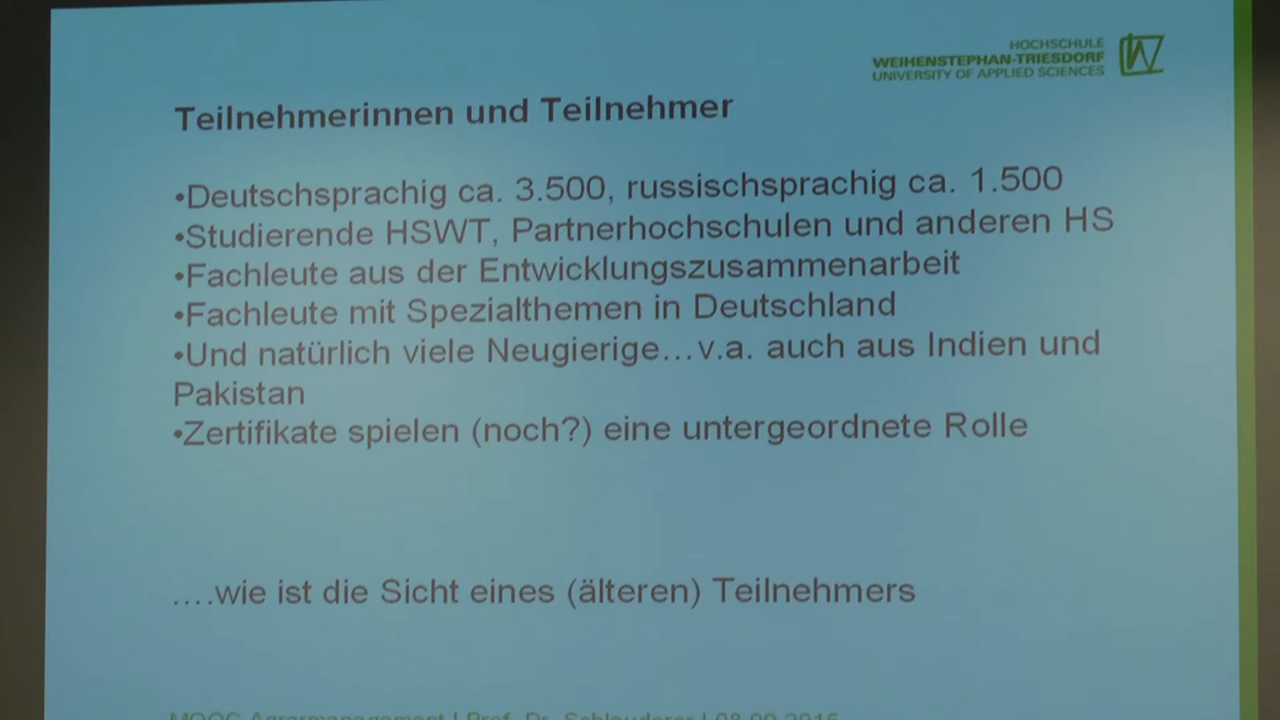 HOCHSCHULE
WEIHENSTEPHAN-TRIESDORF
UNIVERSITY OF APPLIED SCIENCES
Teilnehmerinnen und Teilnehmer
•Deutschsprachig ca. 3.500, russischsprachig ca. 1.500
•Studierende HSWT, Partnerhochschulen und anderen HS
•Fachleute aus der Entwicklungszusammenarbeit
•Fachleute mit Spezialthemen in Deutschland
•Und natürlich viele Neugierige...v.a. auch aus Indien und
Pakistan
•Zertifikate spielen (noch?) eine untergeordnete Rolle
....wie ist die Sicht eines (älteren) Teilnehmers
MOOC Agrarmanagement | Prof. Dr. Schlauderer | 08.09.2015